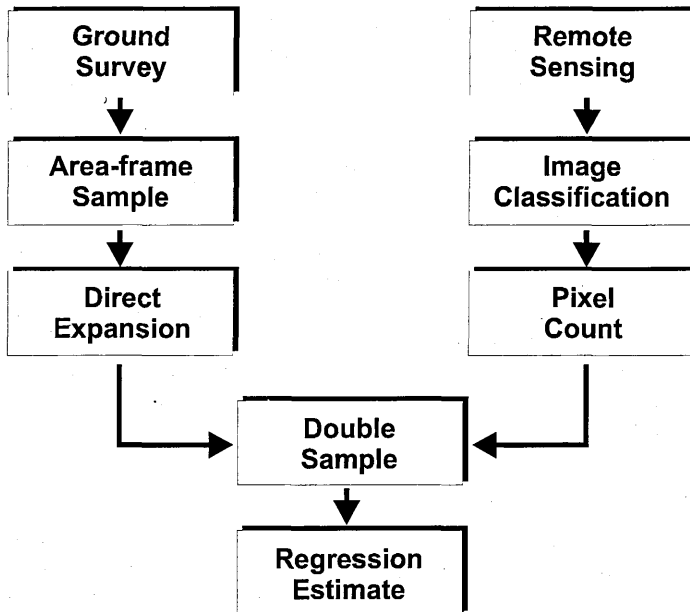 Ground
Survey
Remote
Sensing
Area-frame
Sample
Image
Classification
Direct
Expansion
Pixel
Count
Double
Sample
Regression
Estimate